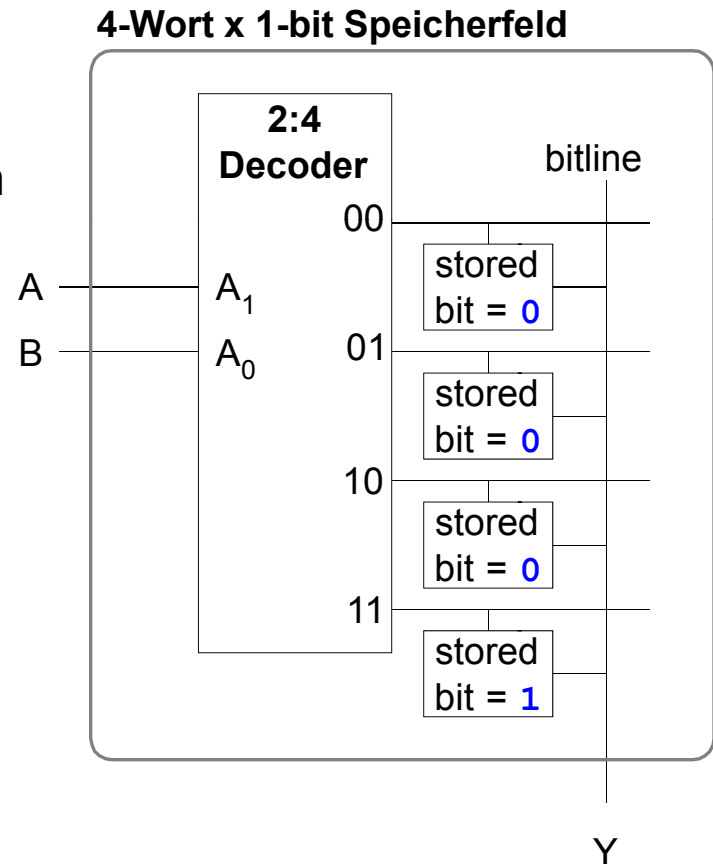 4-Wort x 1-bit Speicherfeld
2:4
Decoder
bitline
n
00
stored
bit = 0
A
A1
B
A0
01
stored
bit = 0
10
stored
bit = 0
11
stored
bit = 1
Y